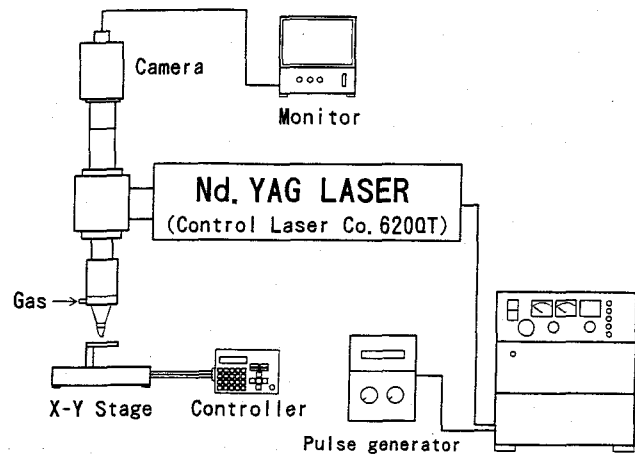 Camera
Monitor
Nd. YAG LASER
(Control Laser Co. 620QT)
Gas
X-Y Stage
Controller
Pulse generator